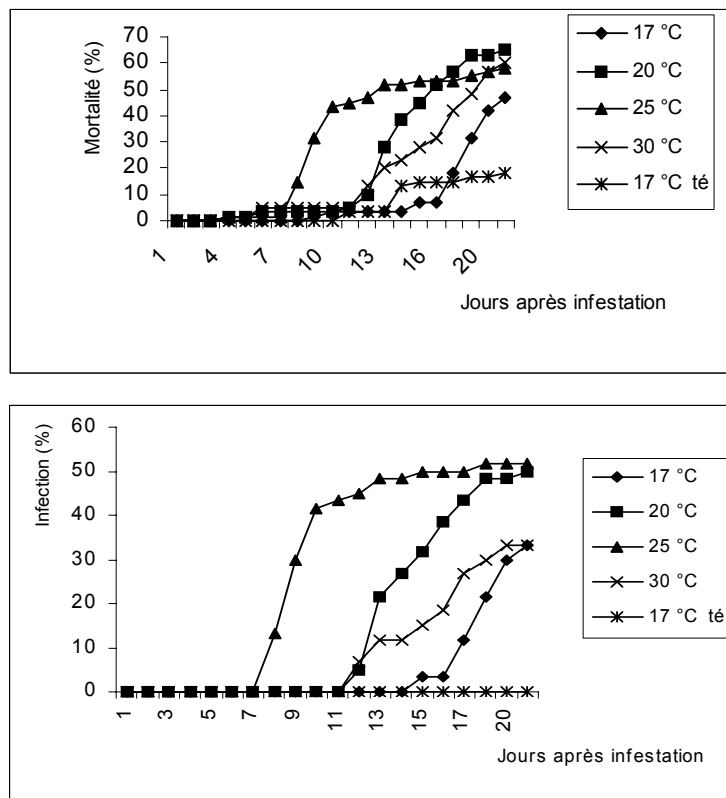 Mortalité (%)
70
60
50
40
30
20
10
0
1
4
7
10
13
16
20
Jours après infestation
17 °C
20 °C
25 °C
30 °C
17 °C té
Infection (%)
60
50
40
30
20
10
0
1
3
5
7
9
11
13
15
17
20
Jours après infestation
17 °C
20 °C
25 °C
30 °C
17 °C té